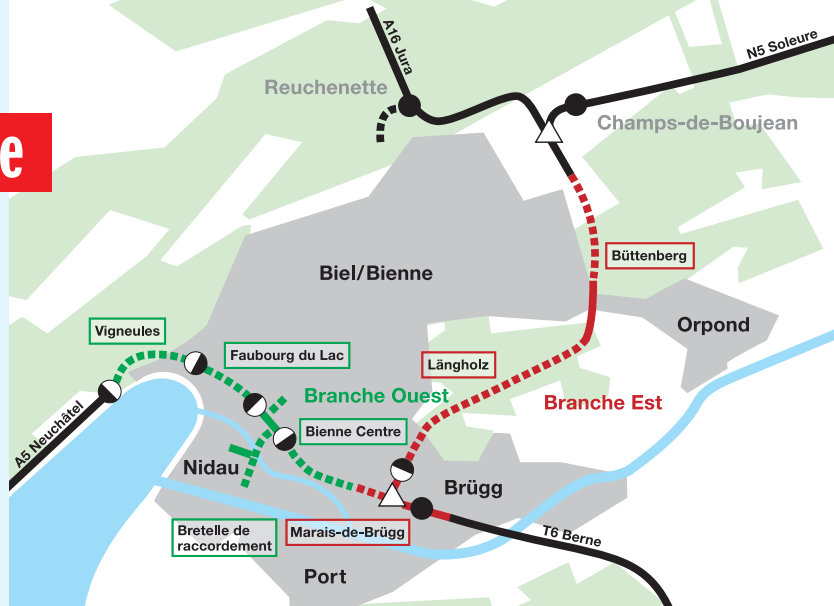 A16 Jura
N5 Soleure
Reuchenette
Champs-de-Boujean
e
Büttenberg
Biel/Bienne
Orpond
Vigneules
Faubourg du Lac
Längholz
Branche Ouest
Branche Est
A5 Neuchâtel
Bienne Centre
Nidau
Brügg
Bretelle de
raccordement
Marais-de-Brügg
T6 Berne
Port